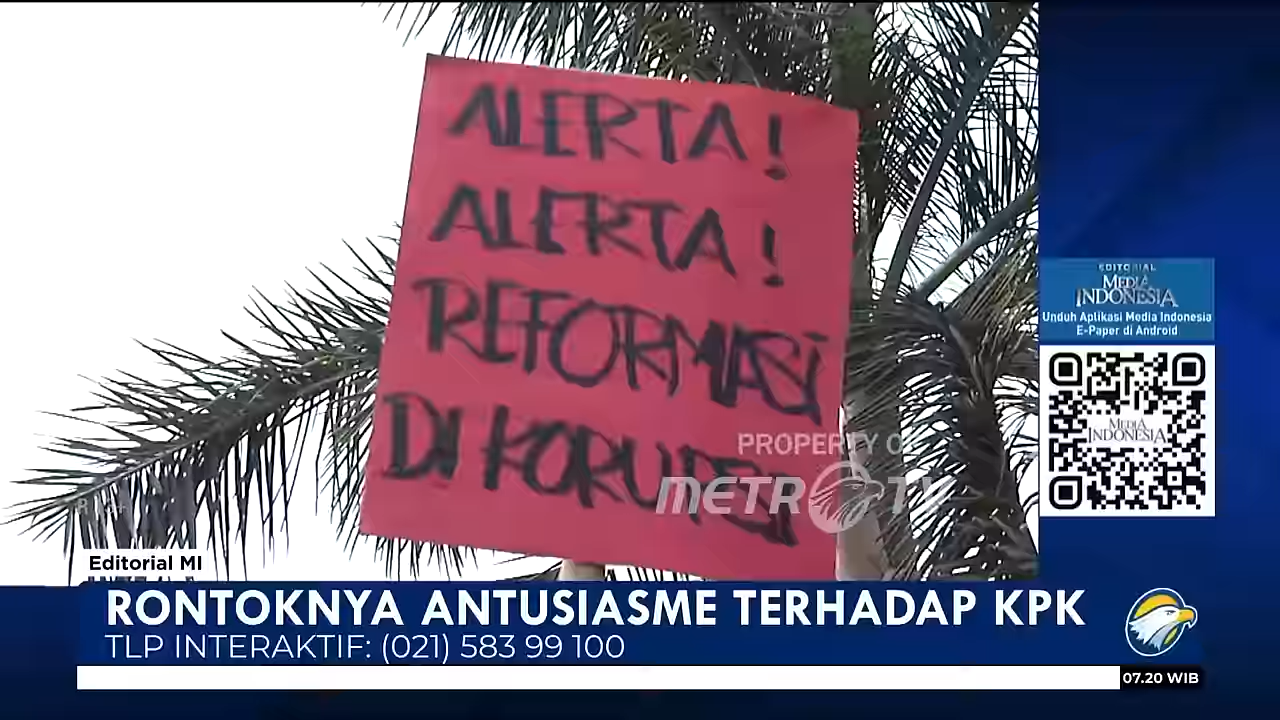 ALERTA!
ALERTA!
REFORMASI
DI KORUPSI
PROPERTY OF
METRO TV
EDITORIAL
MEDIA
INDONESIA
Unduh Aplikasi Media Indonesia
E-Paper di Android
MEDIA
INDONESIA
Editorial MI
RONTOKNYA ANTUSIASME TERHADAP KPK
TLP INTERAKTIF: (021) 583 99 100
07.20 WIB